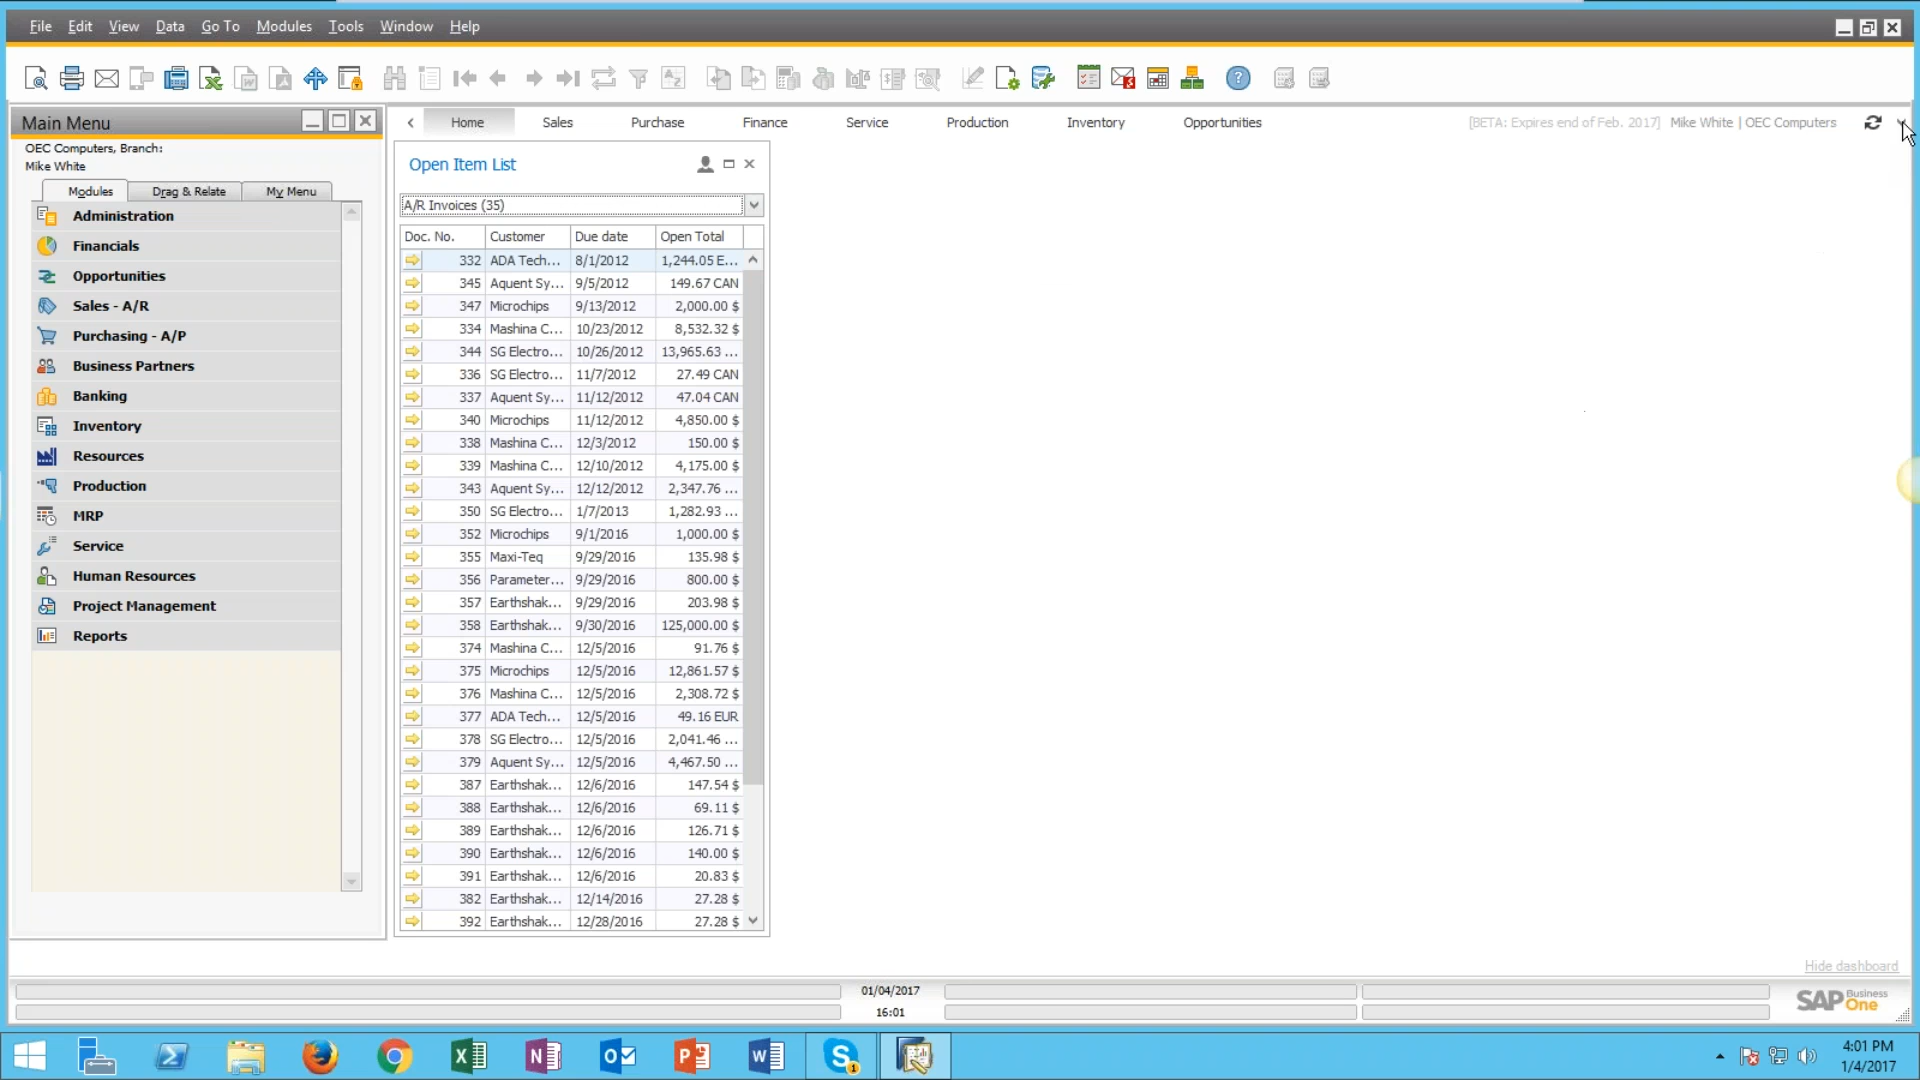 File Edit View Data Go To Modules Tools Window Help
Main Menu
OEC Computers, Branch:
Mike White
Modules Drag & Relate My Menu
Administration
Financials
Opportunities
Sales - A/R
Purchasing - A/P
Business Partners
Banking
Inventory
Resources
Production
MRP
Service
Human Resources
Project Management
Reports
Home Sales Purchase Finance Service Production Inventory Opportunities
[BETA: Expires end of Feb. 2017] Mike White | OEC Computers
Open Item List
A/R Invoices (35)
Doc. No. Customer Due date Open Total
332 ADA Tech... 8/1/2012 1,244.05 E...
345 Aquent Sy... 9/5/2012 149.67 CAN
347 Microchips 9/13/2012 2,000.00 $
334 Mashina C... 10/23/2012 8,532.32 $
344 SG Electro... 10/26/2012 13,965.63 ...
336 SG Electro... 11/7/2012 27.49 CAN
337 Aquent Sy... 11/12/2012 47.04 CAN
340 Microchips 11/12/2012 4,850.00 $
338 Mashina C... 12/3/2012 150.00 $
339 Mashina C... 12/10/2012 4,175.00 $
343 Aquent Sy... 12/12/2012 2,347.76 ...
350 SG Electro... 1/7/2013 1,282.93 ...
352 Microchips 9/1/2016 1,000.00 $
355 Maxi-Teq 9/29/2016 135.98 $
356 Parameter... 9/29/2016 800.00 $
357 Earthshak... 9/29/2016 203.98 $
358 Earthshak... 9/30/2016 125,000.00 $
374 Mashina C... 12/5/2016 91.76 $
375 Microchips 12/5/2016 12,861.57 $
376 Mashina C... 12/5/2016 2,308.72 $
377 ADA Tech... 12/5/2016 49.16 EUR
378 SG Electro... 12/5/2016 2,041.46 ...
379 Aquent Sy... 12/5/2016 4,467.50 ...
387 Earthshak... 12/6/2016 147.54 $
388 Earthshak... 12/6/2016 69.11 $
389 Earthshak... 12/6/2016 126.71 $
390 Earthshak... 12/6/2016 140.00 $
391 Earthshak... 12/6/2016 20.83 $
382 Earthshak... 12/14/2016 27.28 $
392 Earthshak... 12/28/2016 27.28 $
Hide dashboard
01/04/2017
16:01
SAP Business One
4:01 PM
1/4/2017